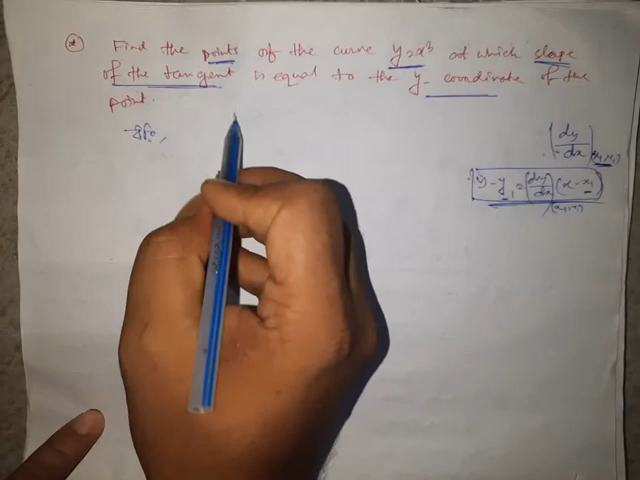 Find the points of the curve y=x³ at which slope
of the tangent is equal to the y-coordinate of the
point.
(dy/dx)(x₁,y₁)
y-y₁=(dy/dx)(x-x₁)
(x₁,y₁)